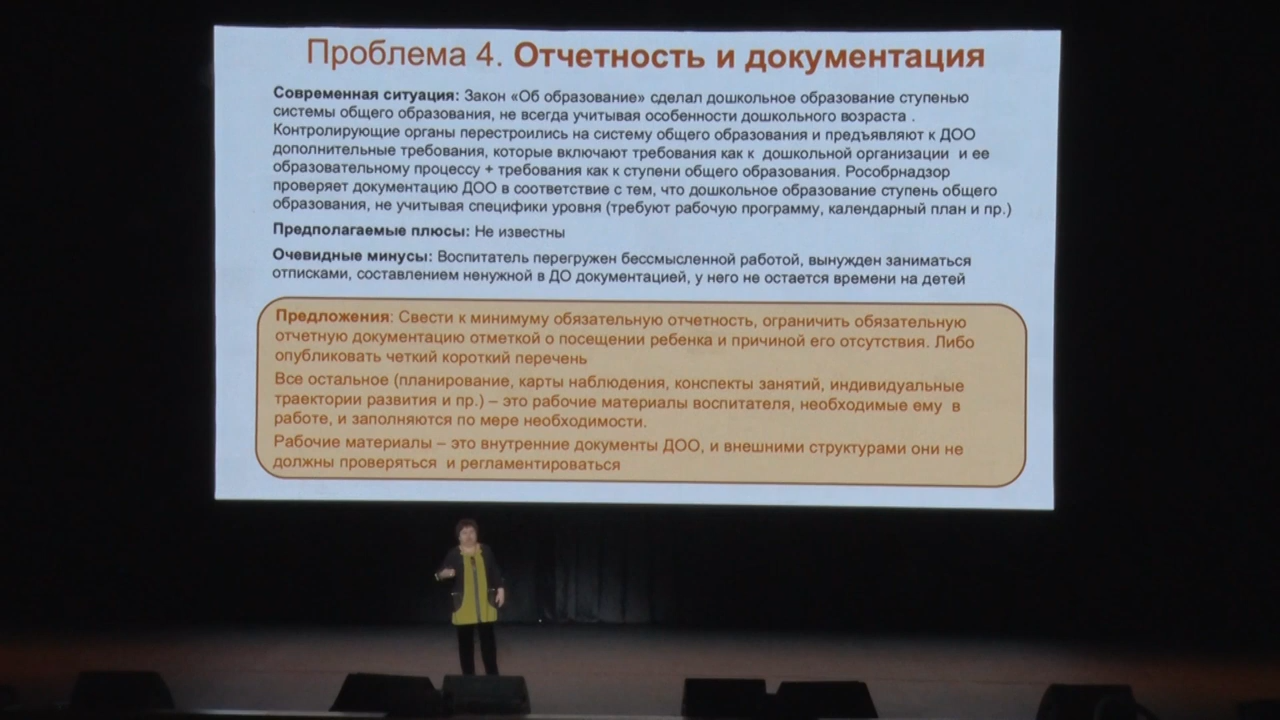 Проблема 4. Отчетность и документация
Современная ситуация: Закон «Об образование» сделал дошкольное образование ступенью
системы общего образования, не всегда учитывая особенности дошкольного возраста .
Контролирующие органы перестроились на систему общего образования и предъявляют к ДОО
дополнительные требования, которые включают требования как к дошкольной организации и ее
образовательному процессу + требования как к ступени общего образования. Рособрнадзор
проверяет документацию ДОО в соответствие с тем, что дошкольное образование ступень общего
образования, не учитывая специфики уровня (требуют рабочую программу, календарный план и пр.)
Предполагаемые плюсы: Не известны
Очевидные минусы: Воспитатель перегружен бессмысленной работой, вынужден заниматься
отписками, составлением ненужной в ДО документацией, у него не остается времени на детей
Предложения: Свести к минимуму обязательную отчетность, ограничить обязательную
отчетную документацию отметкой о посещении ребенка и причиной его отсутствия. Либо
опубликовать четкий короткий перечень
Все остальное (планирование, карты наблюдения, конспекты занятий, индивидуальные
траектории развития и пр.) – это рабочие материалы воспитателя, необходимые ему в
работе, и заполняются по мере необходимости.
Рабочие материалы – это внутренние документы ДОО, и внешними структурами они не
должны проверяться и регламентироваться